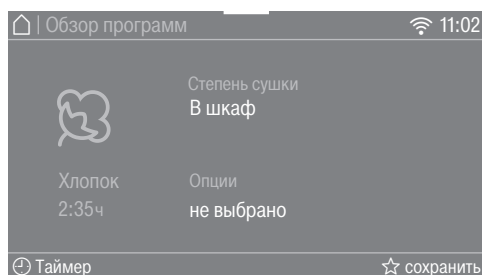 Обзор программ 11:02
Степень сушки
В шкаф
Хлопок
2:35ч
Опции
не выбрано
Таймер
сохранить